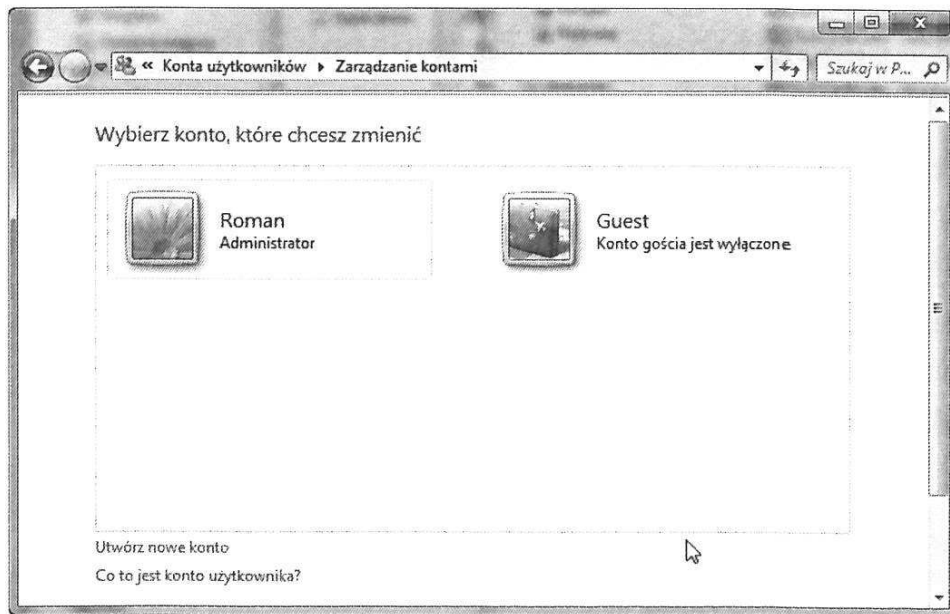 « Konta użytkowników ▸ Zarządzanie kontami
Szukaj w P...
Wybierz konto, które chcesz zmienić
Roman
Administrator
Guest
Konto gościa jest wyłączone
Utwórz nowe konto
Co to jest konto użytkownika?